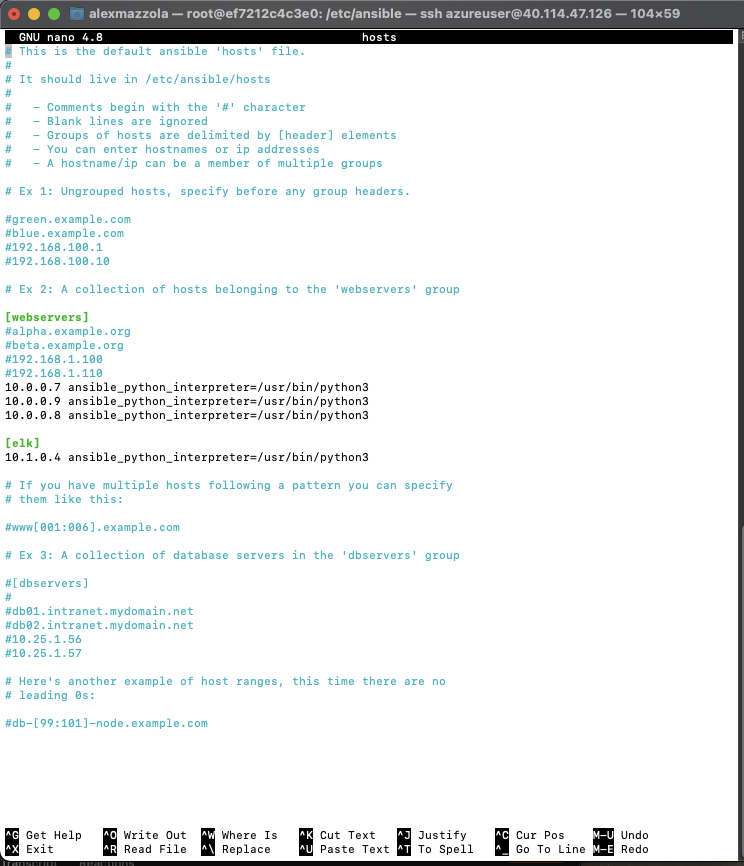 alexmazzola — root@ef7212c4c3e0: /etc/ansible — ssh azureuser@40.114.47.126 — 104×59
GNU nano 4.8 hosts
# This is the default ansible 'hosts' file.
#
# It should live in /etc/ansible/hosts
#
#   - Comments begin with the '#' character
#   - Blank lines are ignored
#   - Groups of hosts are delimited by [header] elements
#   - You can enter hostnames or ip addresses
#   - A hostname/ip can be a member of multiple groups
# Ex 1: Ungrouped hosts, specify before any group headers.
#green.example.com
#blue.example.com
#192.168.100.1
#192.168.100.10
# Ex 2: A collection of hosts belonging to the 'webservers' group
[webservers]
#alpha.example.org
#beta.example.org
#192.168.1.100
#192.168.1.110
10.0.0.7 ansible_python_interpreter=/usr/bin/python3
10.0.0.9 ansible_python_interpreter=/usr/bin/python3
10.0.0.8 ansible_python_interpreter=/usr/bin/python3
[elk]
10.1.0.4 ansible_python_interpreter=/usr/bin/python3
# If you have multiple hosts following a pattern you can specify
# them like this:
#www[001:006].example.com
# Ex 3: A collection of database servers in the 'dbservers' group
#[dbservers]
#
#db01.intranet.mydomain.net
#db02.intranet.mydomain.net
#10.25.1.56
#10.25.1.57
# Here's another example of host ranges, this time there are no
# leading 0s:
#db-[99:101]-node.example.com
^G Get Help ^O Write Out ^W Where Is ^K Cut Text ^J Justify ^C Cur Pos M-U Undo
^X Exit ^R Read File ^\ Replace ^U Paste Text ^T To Spell ^_ Go To Line M-E Redo